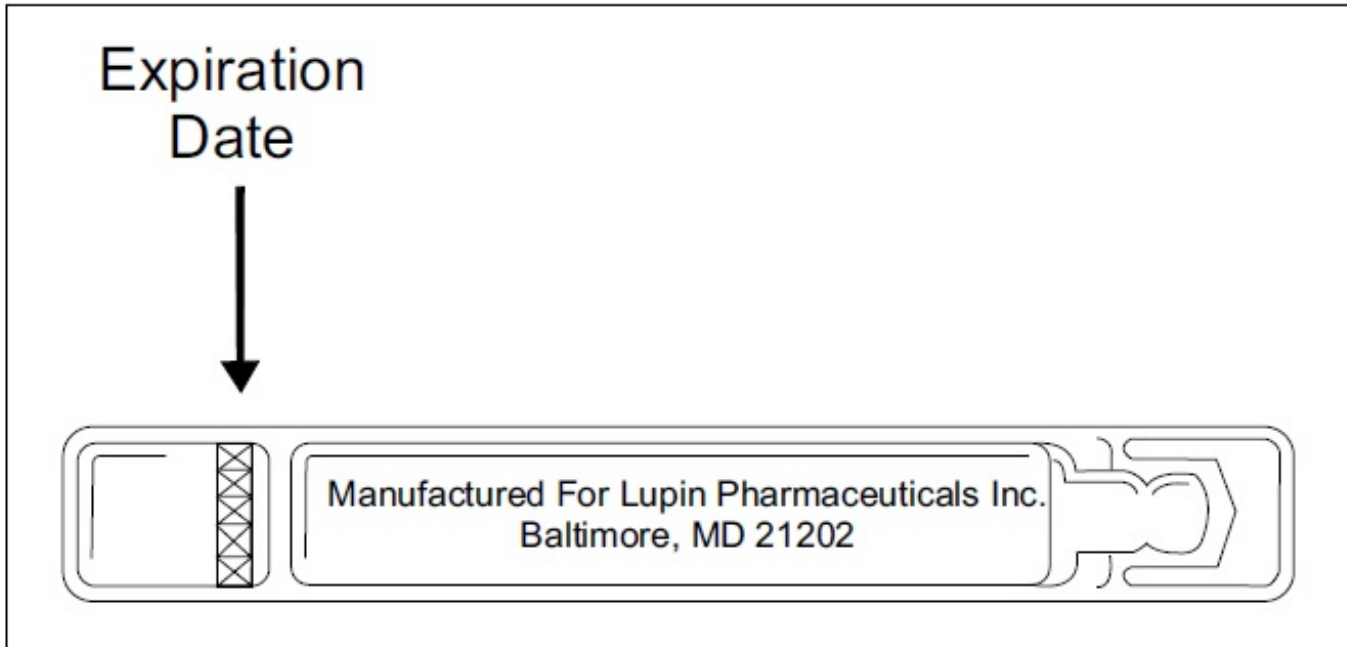 Expiration
Date
Manufactured For Lupin Pharmaceuticals Inc.
Baltimore, MD 21202